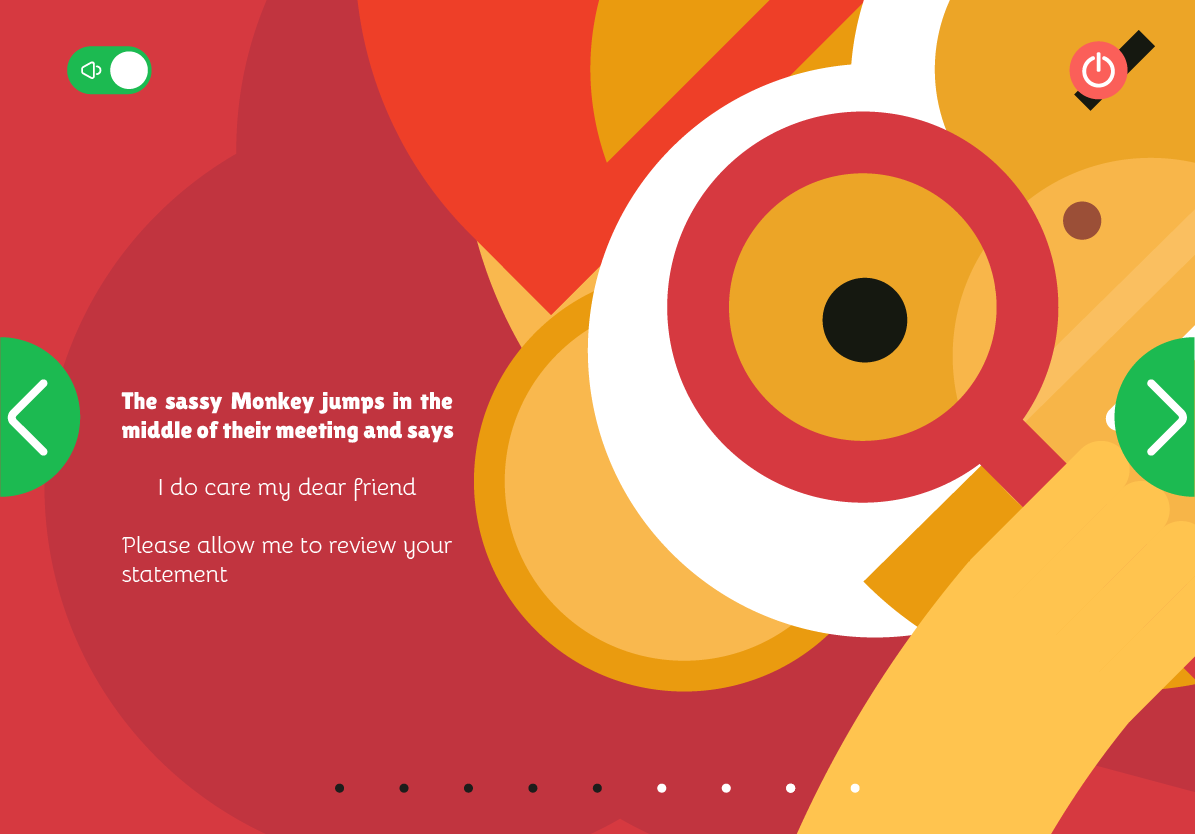 The sassy Monkey jumps in the
middle of their meeting and says
I do care my dear friend
Please allow me to review your
statement